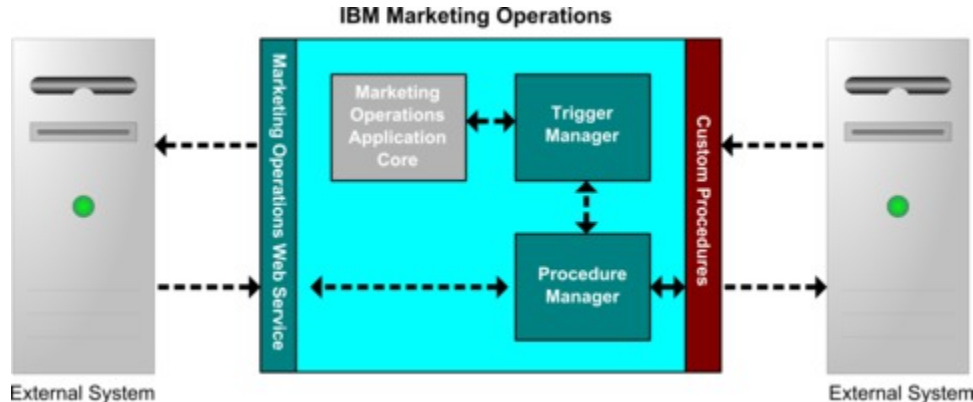 IBM Marketing Operations
Marketing Operations Web Service
Marketing
Operations
Application
Core
Trigger
Manager
Procedure
Manager
Custom Procedures
External System
External System